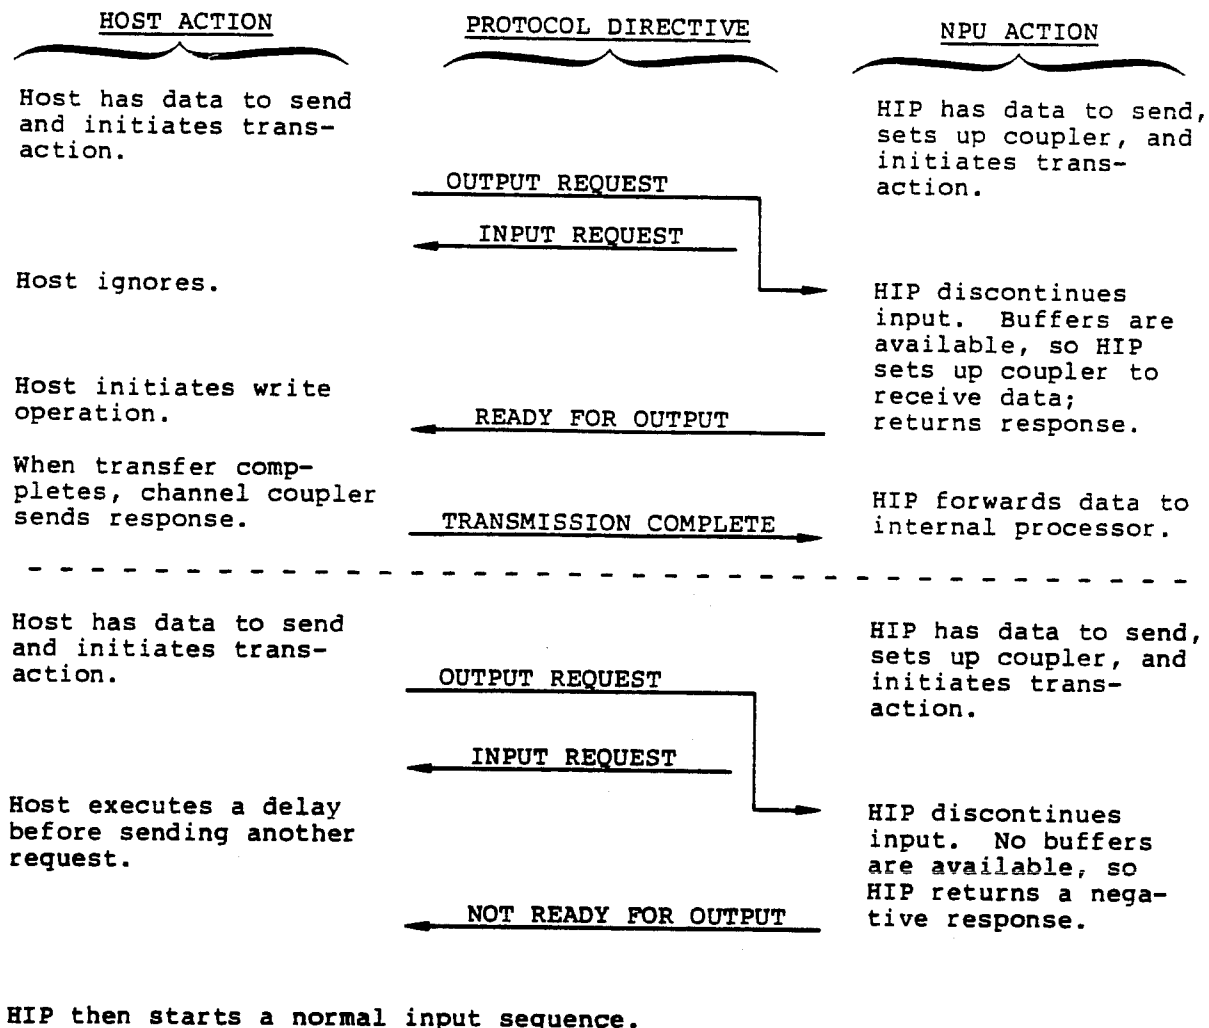 HOST ACTION
PROTOCOL DIRECTIVE
NPU ACTION
Host has data to send
and initiates trans-
action.
HIP has data to send,
sets up coupler, and
initiates trans-
action.
OUTPUT REQUEST
INPUT REQUEST
Host ignores.
HIP discontinues
input. Buffers are
available, so HIP
sets up coupler to
receive data;
returns response.
Host initiates write
operation.
READY FOR OUTPUT
When transfer comp-
pletes, channel coupler
sends response.
HIP forwards data to
internal processor.
TRANSMISSION COMPLETE
Host has data to send
and initiates trans-
action.
HIP has data to send,
sets up coupler, and
initiates trans-
action.
OUTPUT REQUEST
INPUT REQUEST
Host executes a delay
before sending another
request.
HIP discontinues
input. No buffers
are available, so
HIP returns a nega-
tive response.
NOT READY FOR OUTPUT
HIP then starts a normal input sequence.